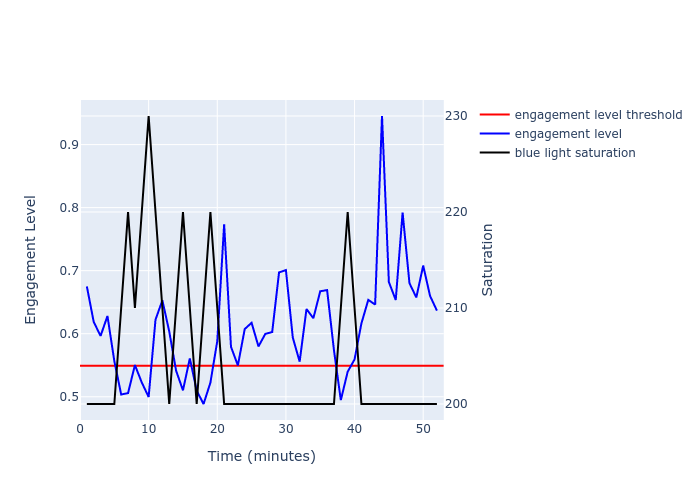 engagement level threshold
engagement level
blue light saturation
0.9
0.8
0.7
0.6
0.5
230
220
210
200
0
10
20
30
40
50
Engagement Level
Saturation
Time (minutes)